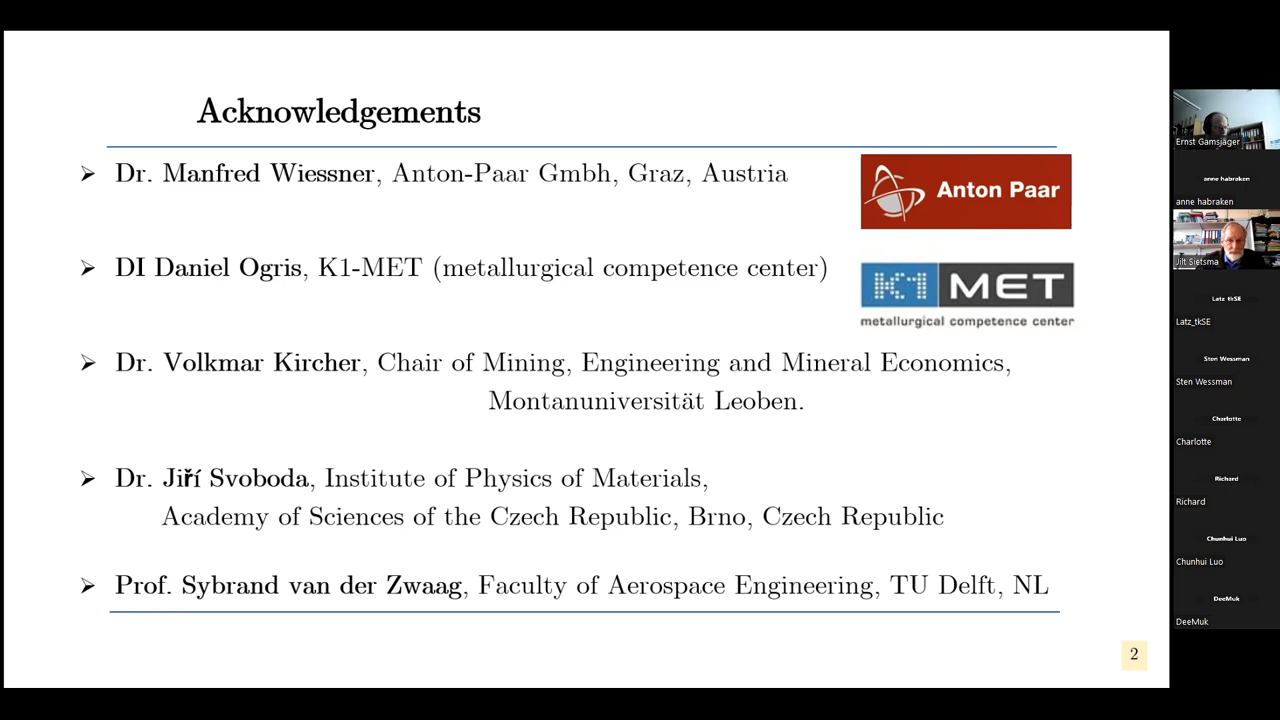 Acknowledgements
➢ Dr. Manfred Wiessner, Anton-Paar Gmbh, Graz, Austria
Anton Paar
➢ DI Daniel Ogris, K1-MET (metallurgical competence center)
K1 MET
metallurgical competence center
➢ Dr. Volkmar Kircher, Chair of Mining, Engineering and Mineral Economics,
Montanuniversität Leoben.
➢ Dr. Jiří Svoboda, Institute of Physics of Materials,
Academy of Sciences of the Czech Republic, Brno, Czech Republic
➢ Prof. Sybrand van der Zwaag, Faculty of Aerospace Engineering, TU Delft, NL
2
Ernst Gamsjäger
anne habraken
anne habraken
Jilt Sietsma
Latz_tkSE
Latz_tkSE
Sten Wessman
Sten Wessman
Charlotte
Charlotte
Richard
Richard
Chunhui Luo
Chunhui Luo
DeeMuk
DeeMuk